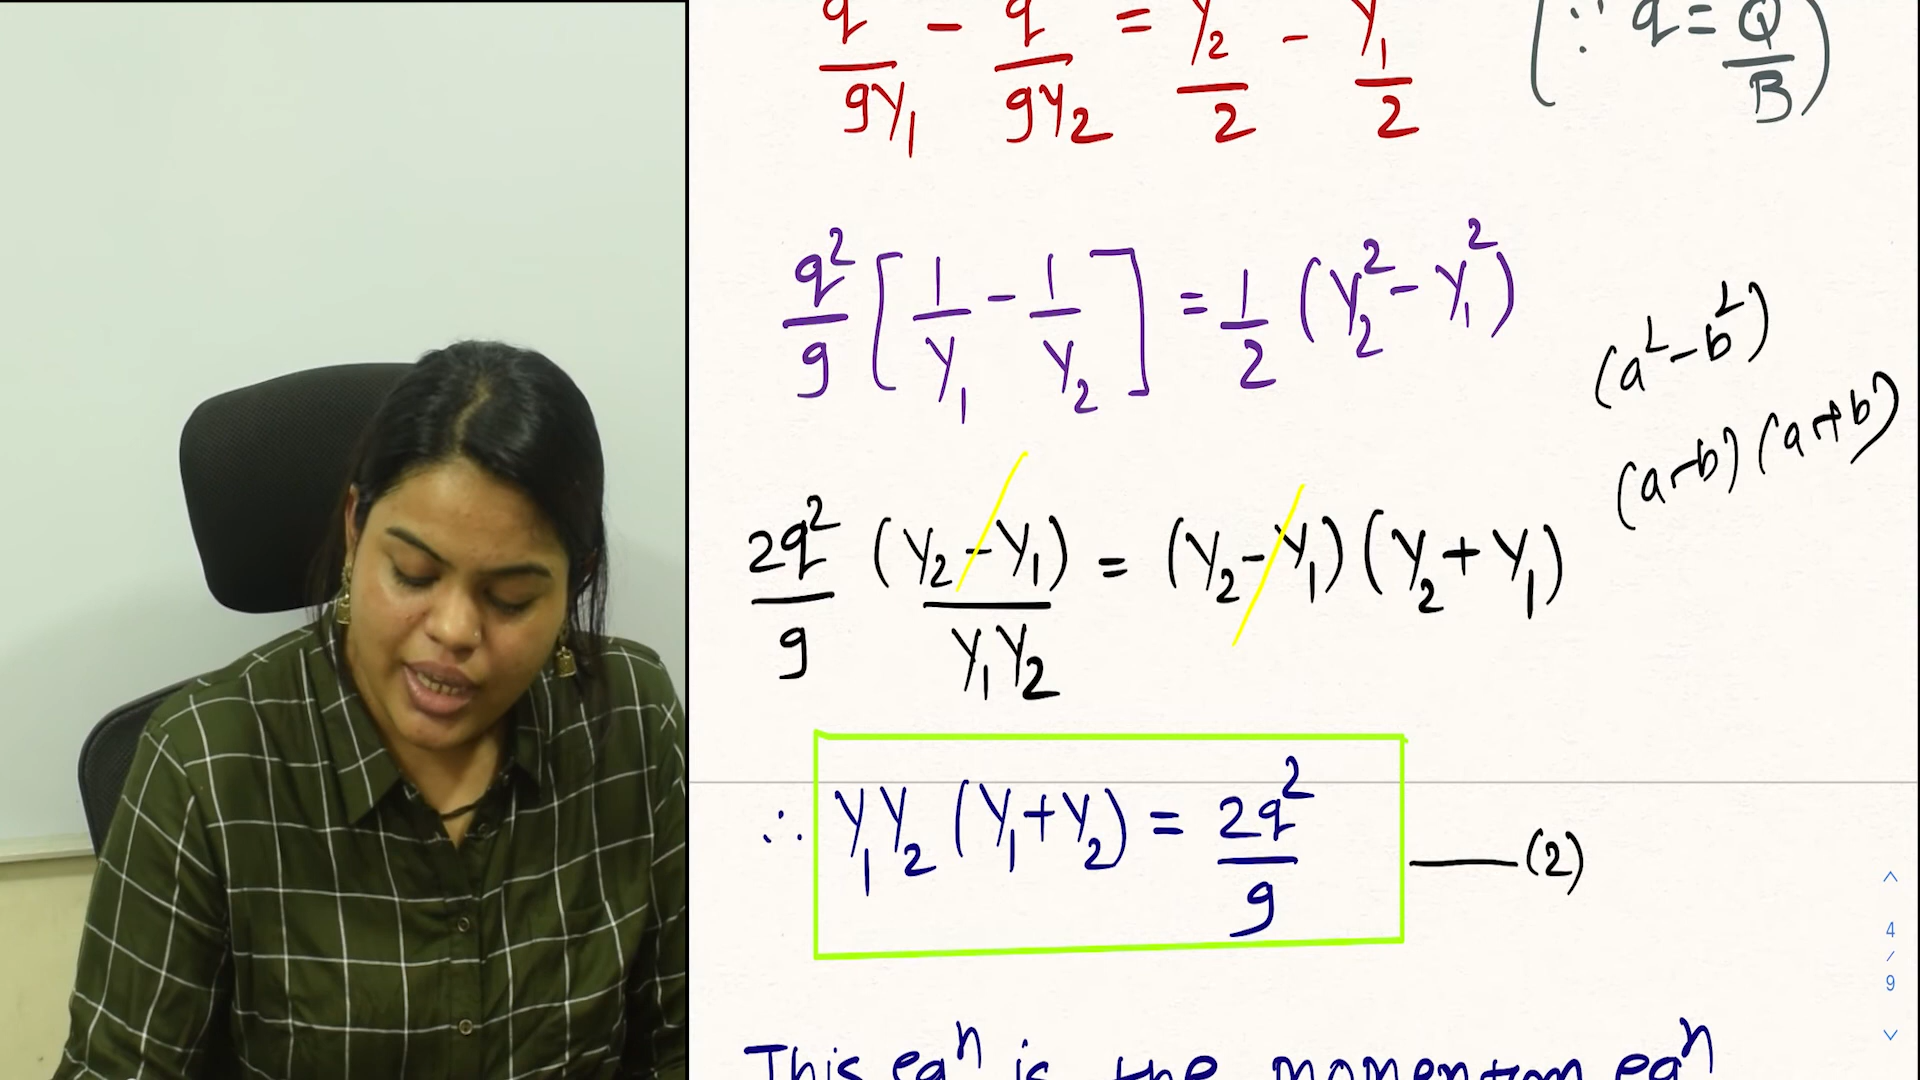 q/gy₁ - q/gy₂ = y₂/2 - y₁/2 (∵ q = Q/B)
q²/g [1/y₁ - 1/y₂] = 1/2 (y₂² - y₁²)
(a² - b²)
(a-b) (a+b)
2q²/g (y₂ - y₁)/y₁y₂ = (y₂ - y₁) (y₂ + y₁)
∴ y₁y₂ (y₁ + y₂) = 2q²/g —— (2)
4 / 9
This eqⁿ is the momentum eqⁿ